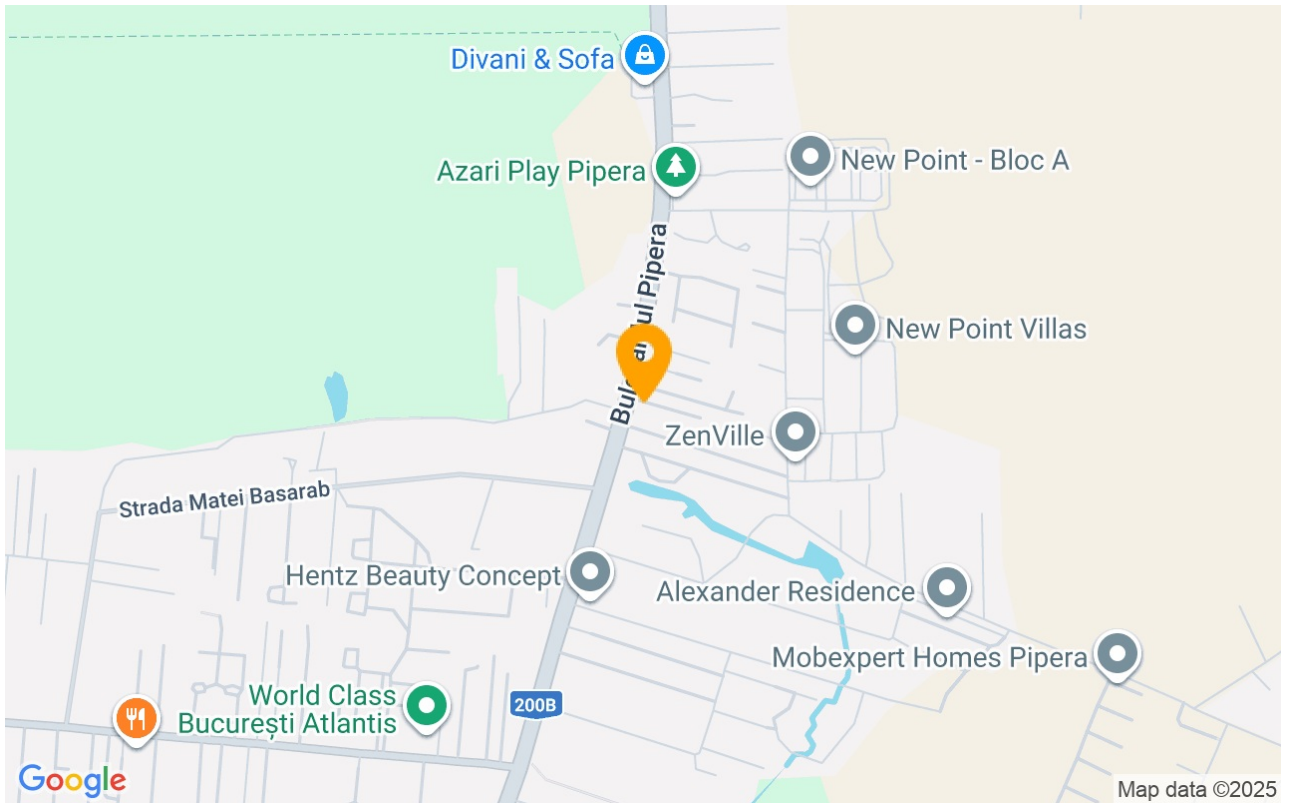 Divani & Sofa
Azari Play Pipera
New Point - Bloc A
New Point Villas
ZenVille
Strada Matei Basarab
Hentz Beauty Concept
Alexander Residence
Mobexpert Homes Pipera
World Class
București Atlantis
200B
Google
Map data ©2025